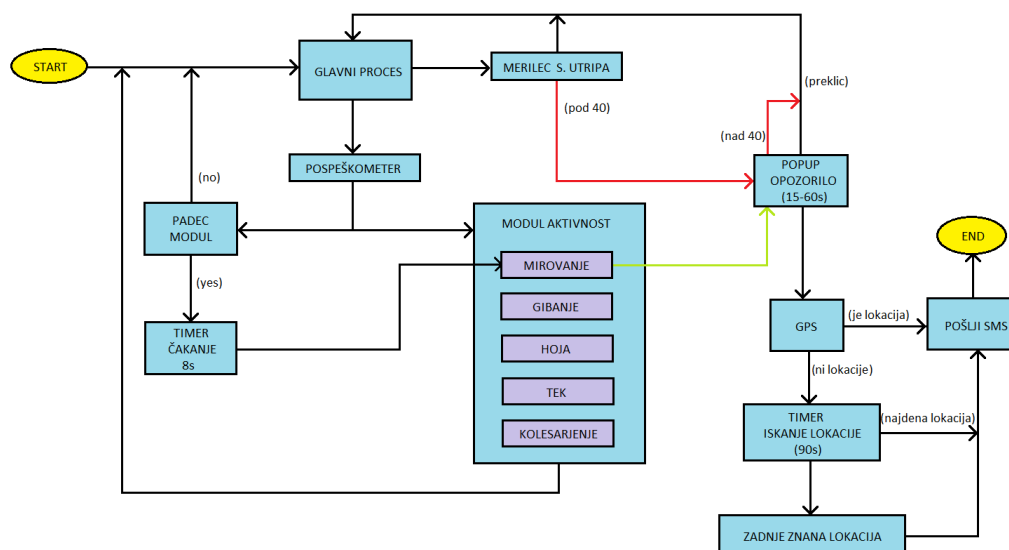 START
GLAVNI PROCES
MERILEC S. UTRIPA
(preklic)
(pod 40)
(nad 40)
POSPEŠKOMETER
POPUP
OPOZORILO
(15-60s)
(no)
PADEC
MODUL
MODUL AKTIVNOST
END
MIROVANJE
(yes)
GIBANJE
TIMER
ČAKANJE
8s
GPS
(je lokacija)
POŠLJI SMS
HOJA
(ni lokacije)
TEK
TIMER
ISKANJE LOKACIJE
(90s)
(najdena lokacija)
KOLESARJENJE
ZADNJE ZNANA LOKACIJA